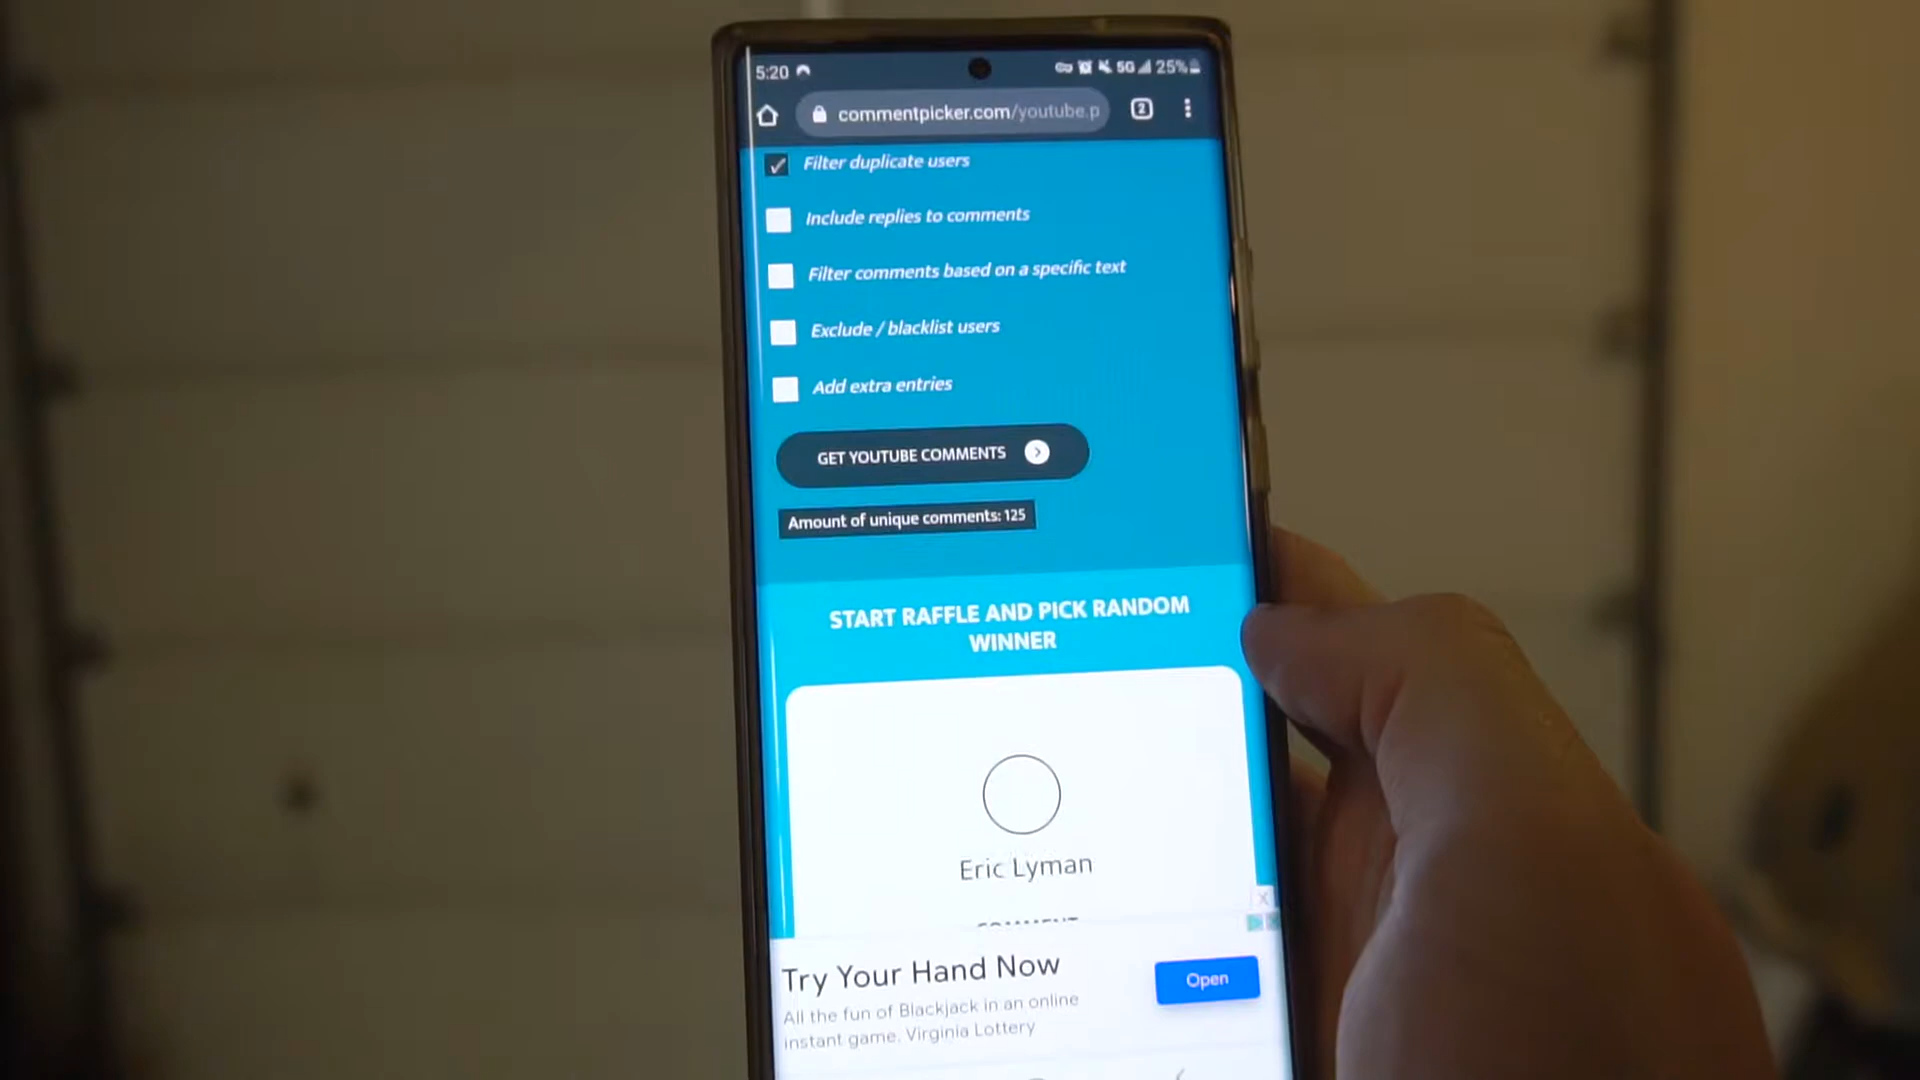 5:20 5G 25%
commentpicker.com/youtube.p 2
Filter duplicate users
Include replies to comments
Filter comments based on a specific text
Exclude / blacklist users
Add extra entries
GET YOUTUBE COMMENTS
Amount of unique comments: 125
START RAFFLE AND PICK RANDOM
WINNER
Eric Lyman
COMMENT
Try Your Hand Now
Open
All the fun of Blackjack in an online
instant game. Virginia Lottery